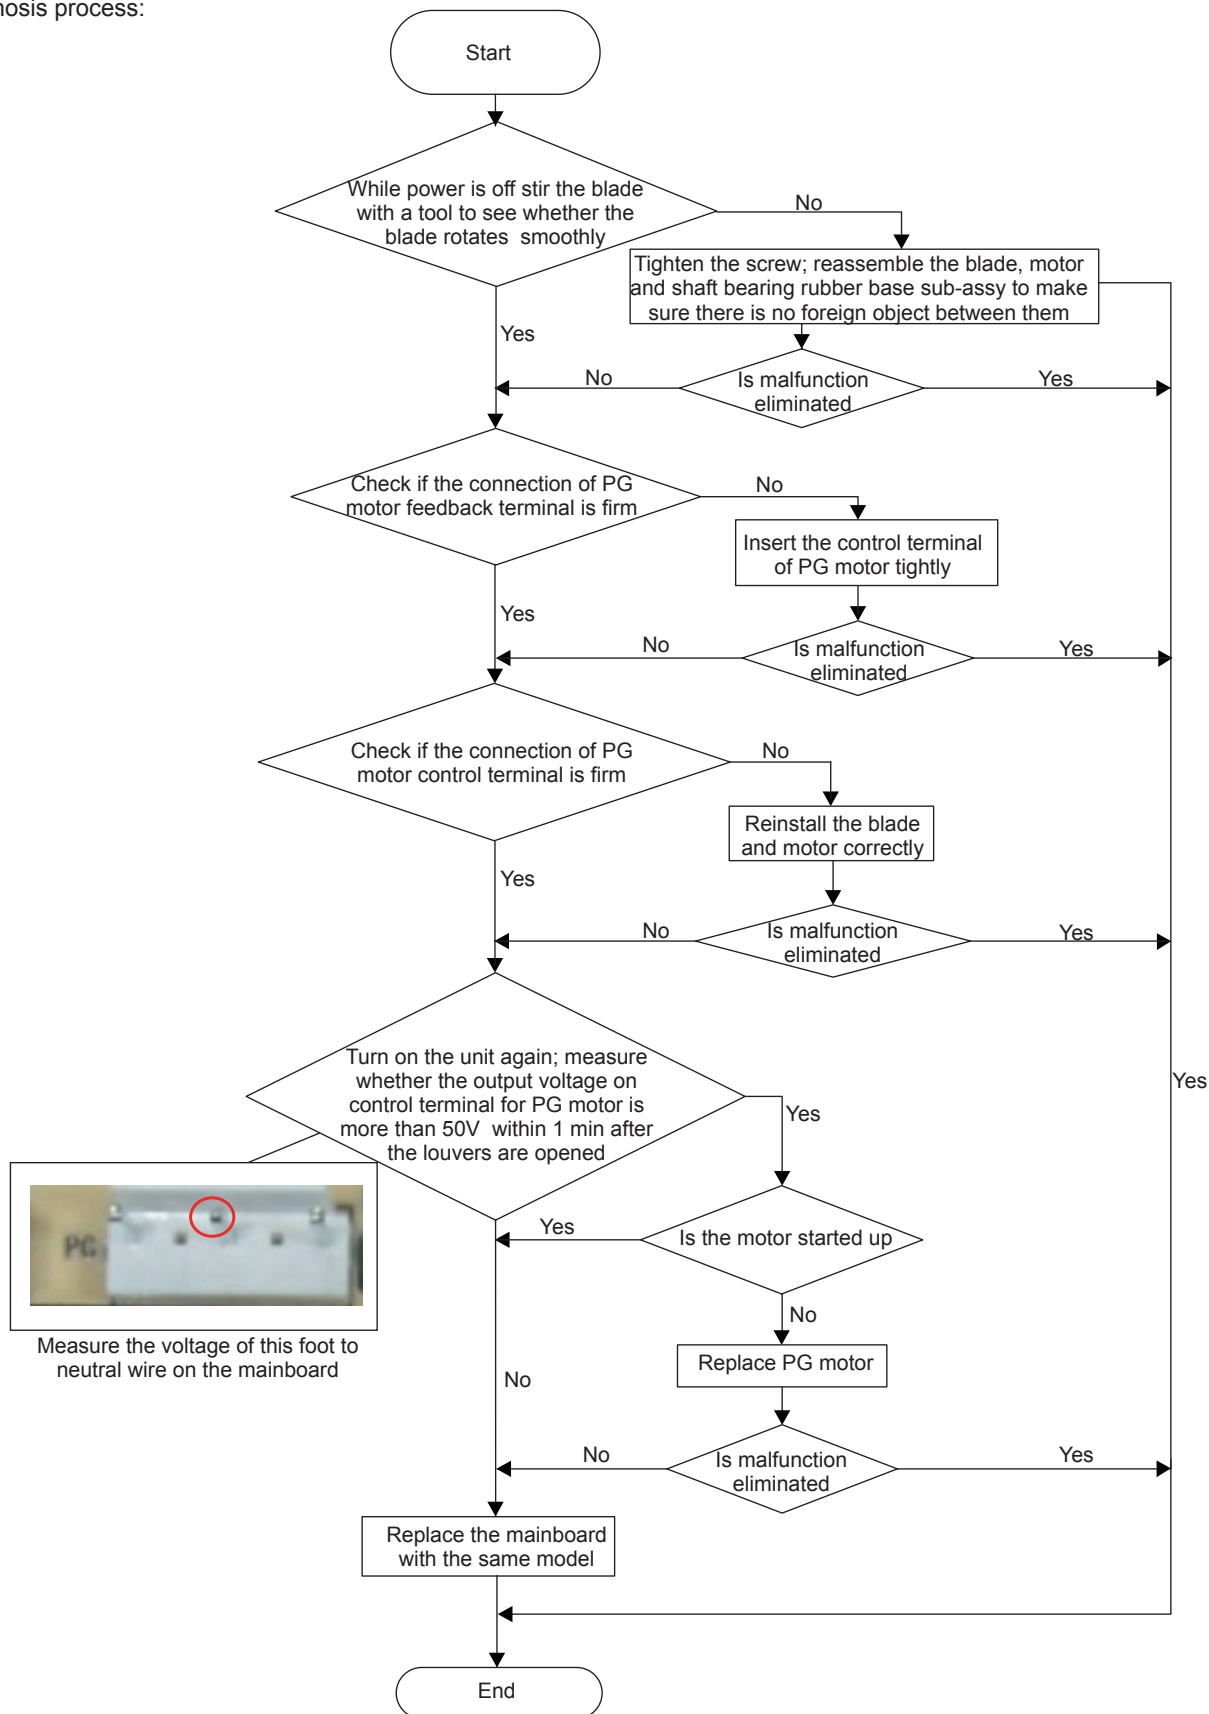 nosis process:
Start
While power is off stir the blade
with a tool to see whether the
blade rotates smoothly
No
Tighten the screw; reassemble the blade, motor
and shaft bearing rubber base sub-assy to make
sure there is no foreign object between them
Yes
No
Is malfunction
eliminated
Yes
Check if the connection of PG
motor feedback terminal is firm
No
Insert the control terminal
of PG motor tightly
Yes
No
Is malfunction
eliminated
Yes
Check if the connection of PG
motor control terminal is firm
No
Reinstall the blade
and motor correctly
Yes
No
Is malfunction
eliminated
Yes
Turn on the unit again; measure
whether the output voltage on
control terminal for PG motor is
more than 50V within 1 min after
the louvers are opened
Yes
Yes
PG
Measure the voltage of this foot to
neutral wire on the mainboard
Yes
Is the motor started up
No
Replace PG motor
No
No
Is malfunction
eliminated
Yes
Replace the mainboard
with the same model
End